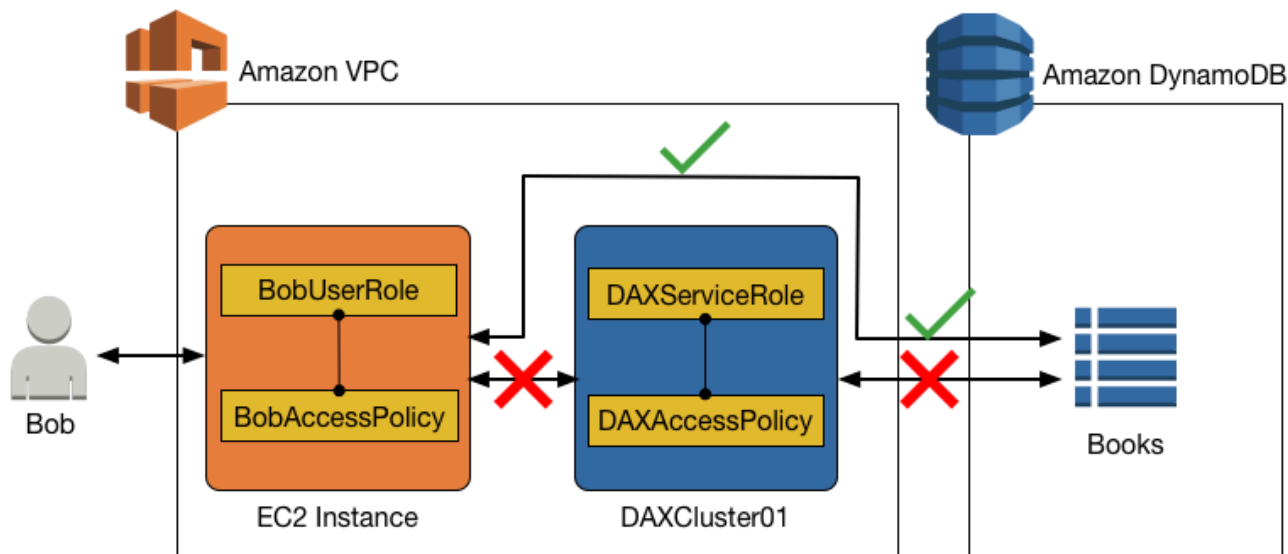 Amazon VPC
Amazon DynamoDB
BobUserRole
DAXServiceRole
BobAccessPolicy
DAXAccessPolicy
Bob
Books
EC2 Instance
DAXCluster01